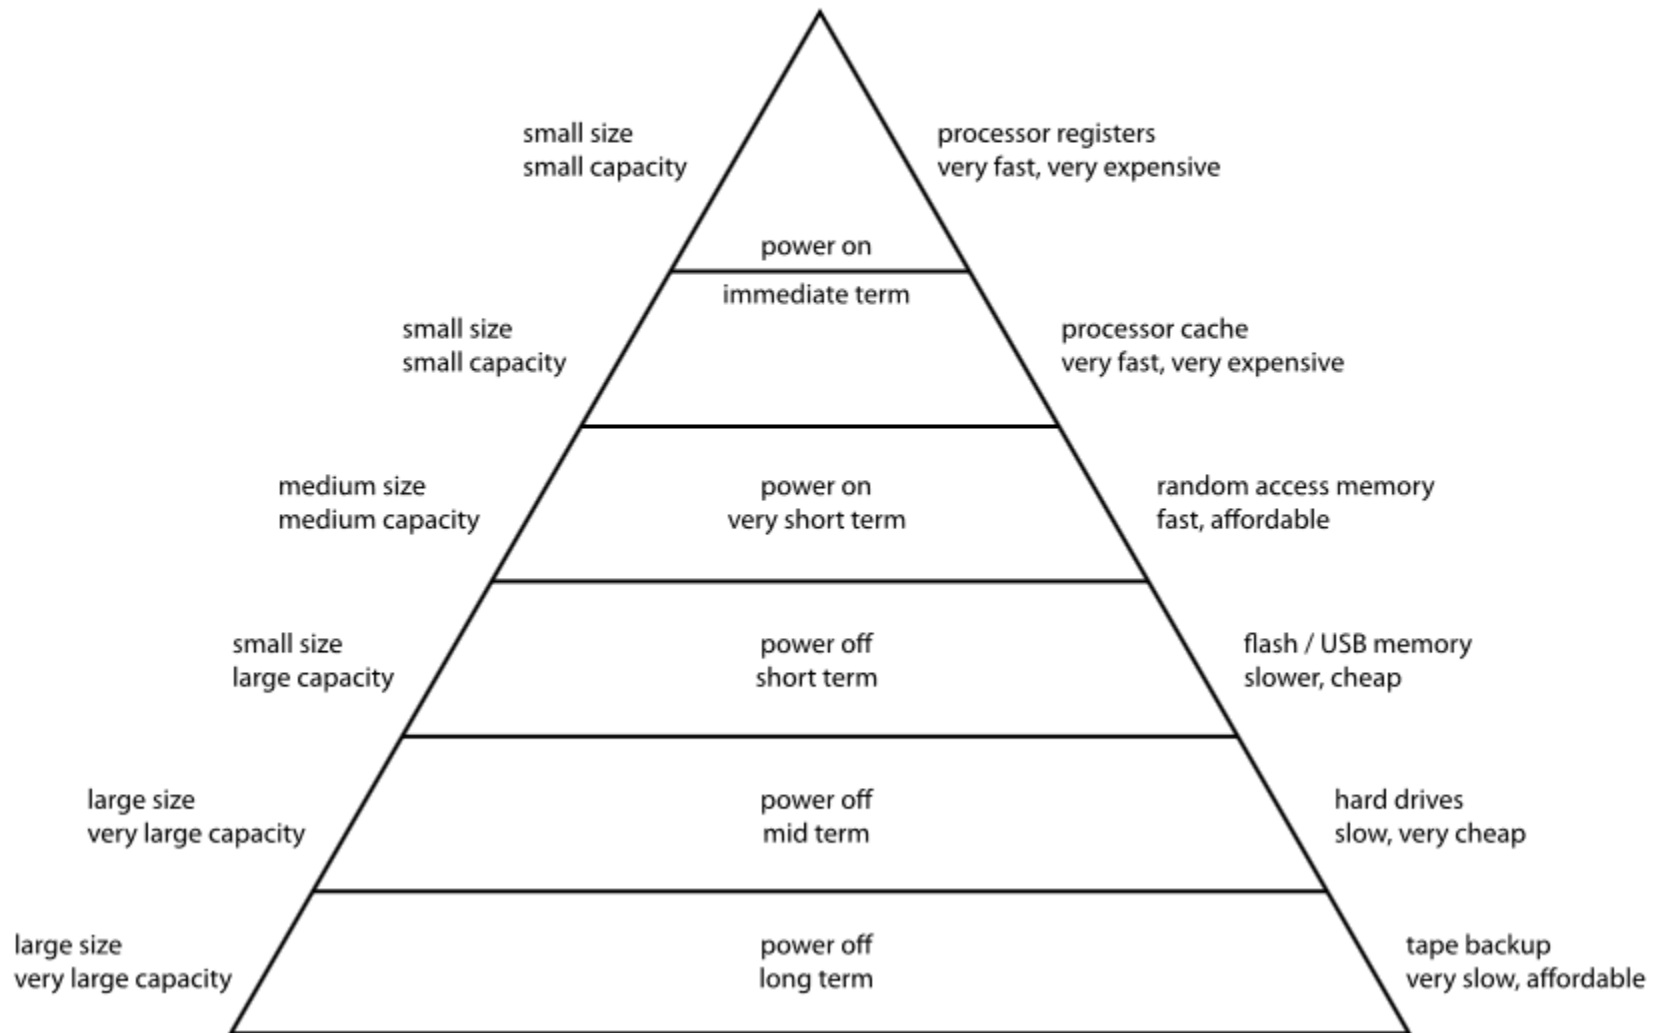 small size
small capacity
processor registers
very fast, very expensive
power on
immediate term
small size
small capacity
processor cache
very fast, very expensive
medium size
medium capacity
power on
very short term
random access memory
fast, affordable
small size
large capacity
power off
short term
flash / USB memory
slower, cheap
large size
very large capacity
power off
mid term
hard drives
slow, very cheap
large size
very large capacity
power off
long term
tape backup
very slow, affordable